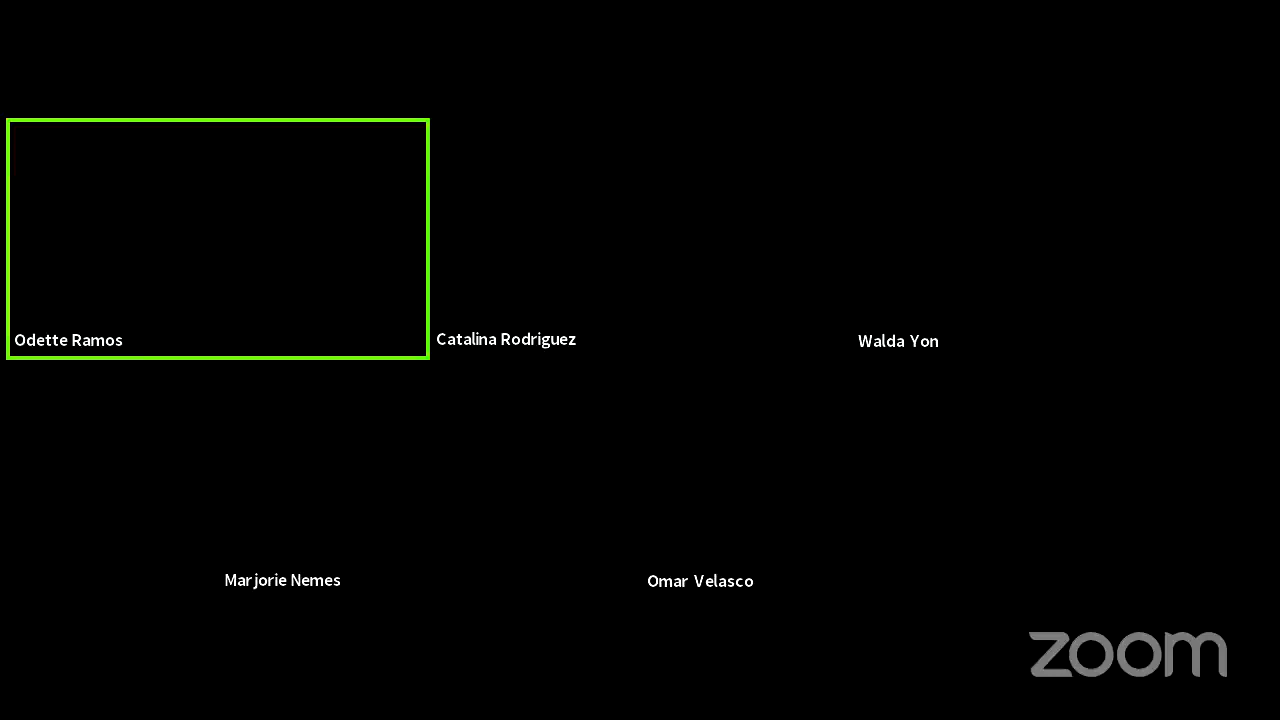 Odette Ramos
Catalina Rodriguez
Walda Yon
Marjorie Nemes
Omar Velasco
zoom